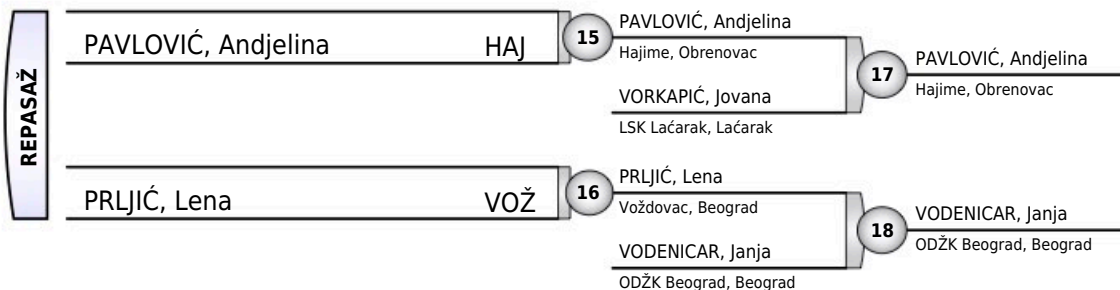 REPASAŽ
PAVLOVIĆ, Andjelina HAJ
15
PAVLOVIĆ, Andjelina
Hajime, Obrenovac
VORKAPIĆ, Jovana
LSK Laćarak, Laćarak
17
PAVLOVIĆ, Andjelina
Hajime, Obrenovac
PRLJIĆ, Lena VOŽ
16
PRLJIĆ, Lena
Voždovac, Beograd
VODENICAR, Janja
ODŽK Beograd, Beograd
18
VODENICAR, Janja
ODŽK Beograd, Beograd